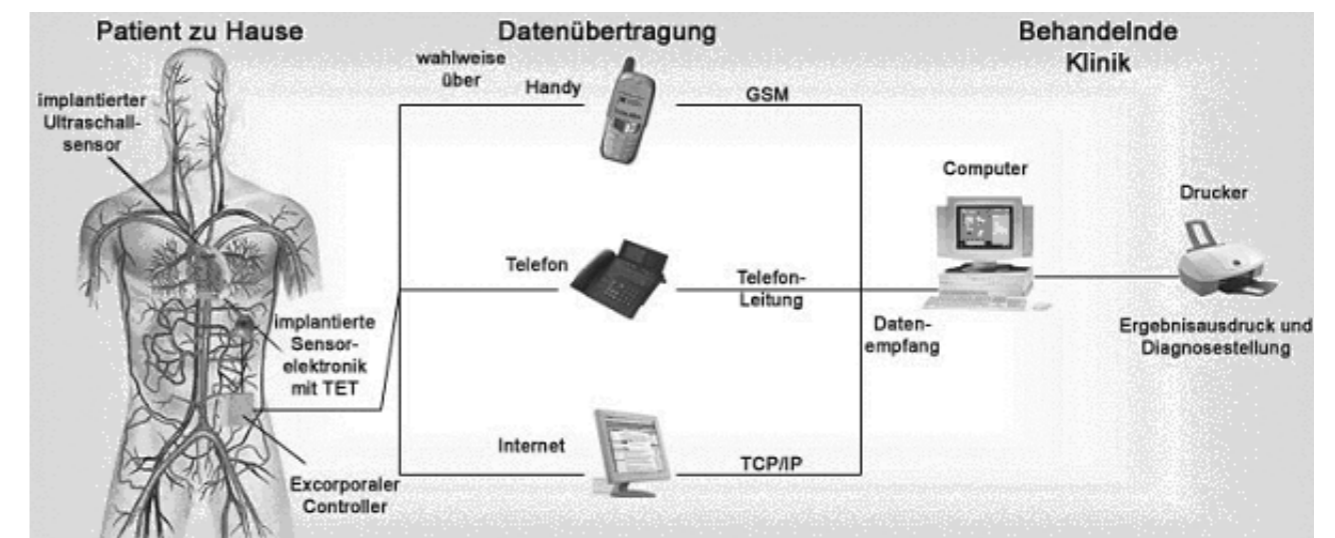 Patient zu Hause
implantierter
Ultraschall-
sensor
implantierte
Sensor-
elektronik
mit TET
Excorporaler
Controller
Datenübertragung
wahlweise
über
Handy
GSM
Telefon
Telefon-
Leitung
Internet
TCP/IP
Behandelnde
Klinik
Computer
Daten-
empfang
Drucker
Ergebnisausdruck und
Diagnosestellung